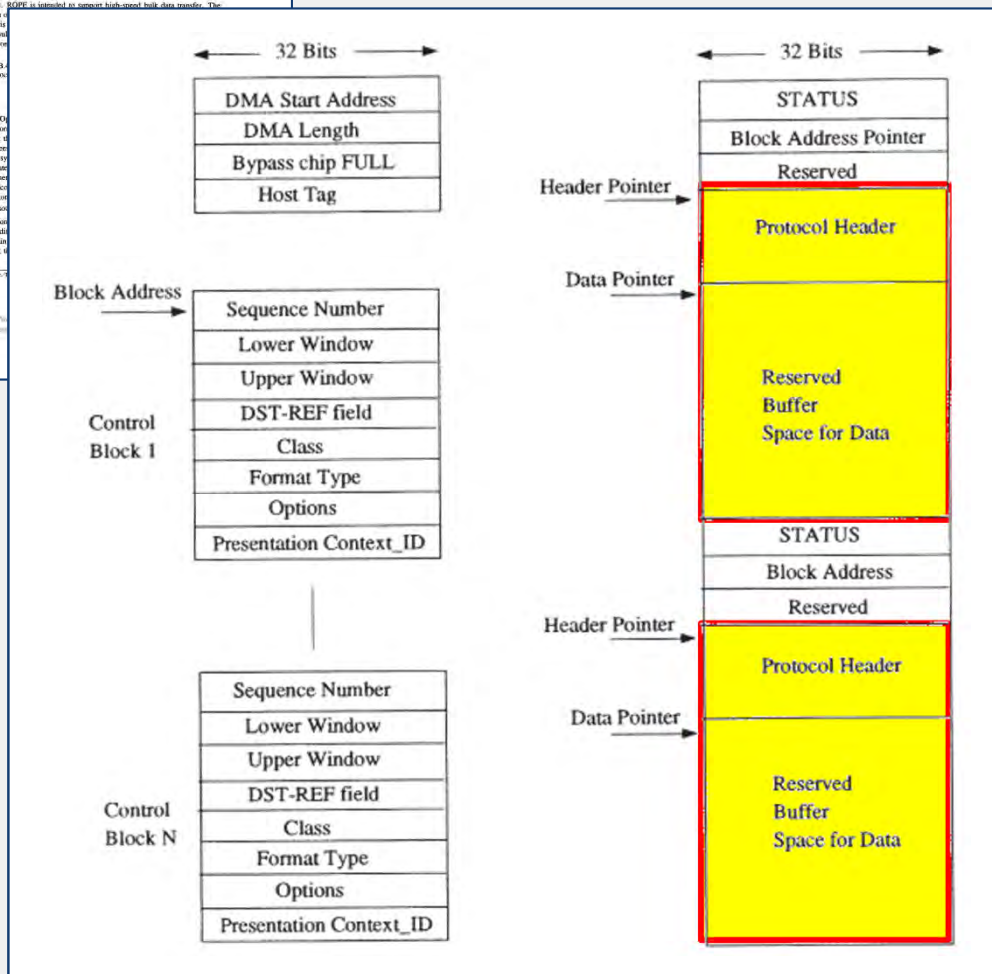 ROPE is intended to support high-speed bulk data transfer. The
32 Bits
DMA Start Address
DMA Length
Bypass chip FULL
Host Tag
Block Address
Sequence Number
Lower Window
Upper Window
DST-REF field
Class
Format Type
Options
Presentation Context_ID
Control
Block 1
Sequence Number
Lower Window
Upper Window
DST-REF field
Class
Format Type
Options
Presentation Context_ID
Control
Block N
32 Bits
STATUS
Block Address Pointer
Reserved
Header Pointer
Protocol Header
Data Pointer
Reserved
Buffer
Space for Data
STATUS
Block Address
Reserved
Header Pointer
Protocol Header
Data Pointer
Reserved
Buffer
Space for Data